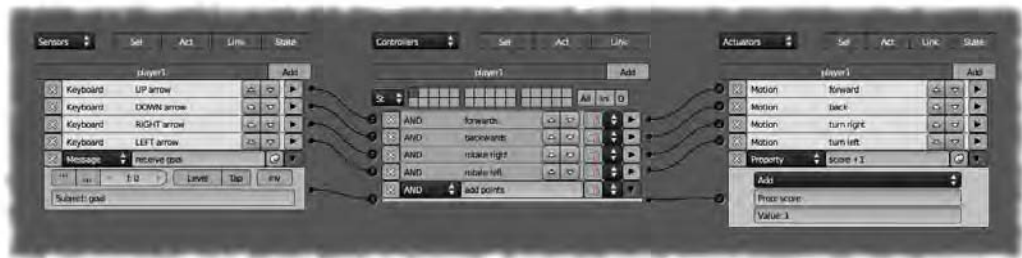 Sensors Sel Act Link State
player1 Add
Keyboard UP arrow
Keyboard DOWN arrow
Keyboard RIGHT arrow
Keyboard LEFT arrow
Message receive goal
f:0 Level Tap Inv
Subject: goal
Controllers Sel Act Link
player1 Add
St All Ini D
AND forwards
AND backwards
AND rotate right
AND rotate left
AND add points
Actuators Sel Act Link State
player1 Add
Motion forward
Motion back
Motion turn right
Motion turn left
Property score +1
Add
Prop: score
Value: 1